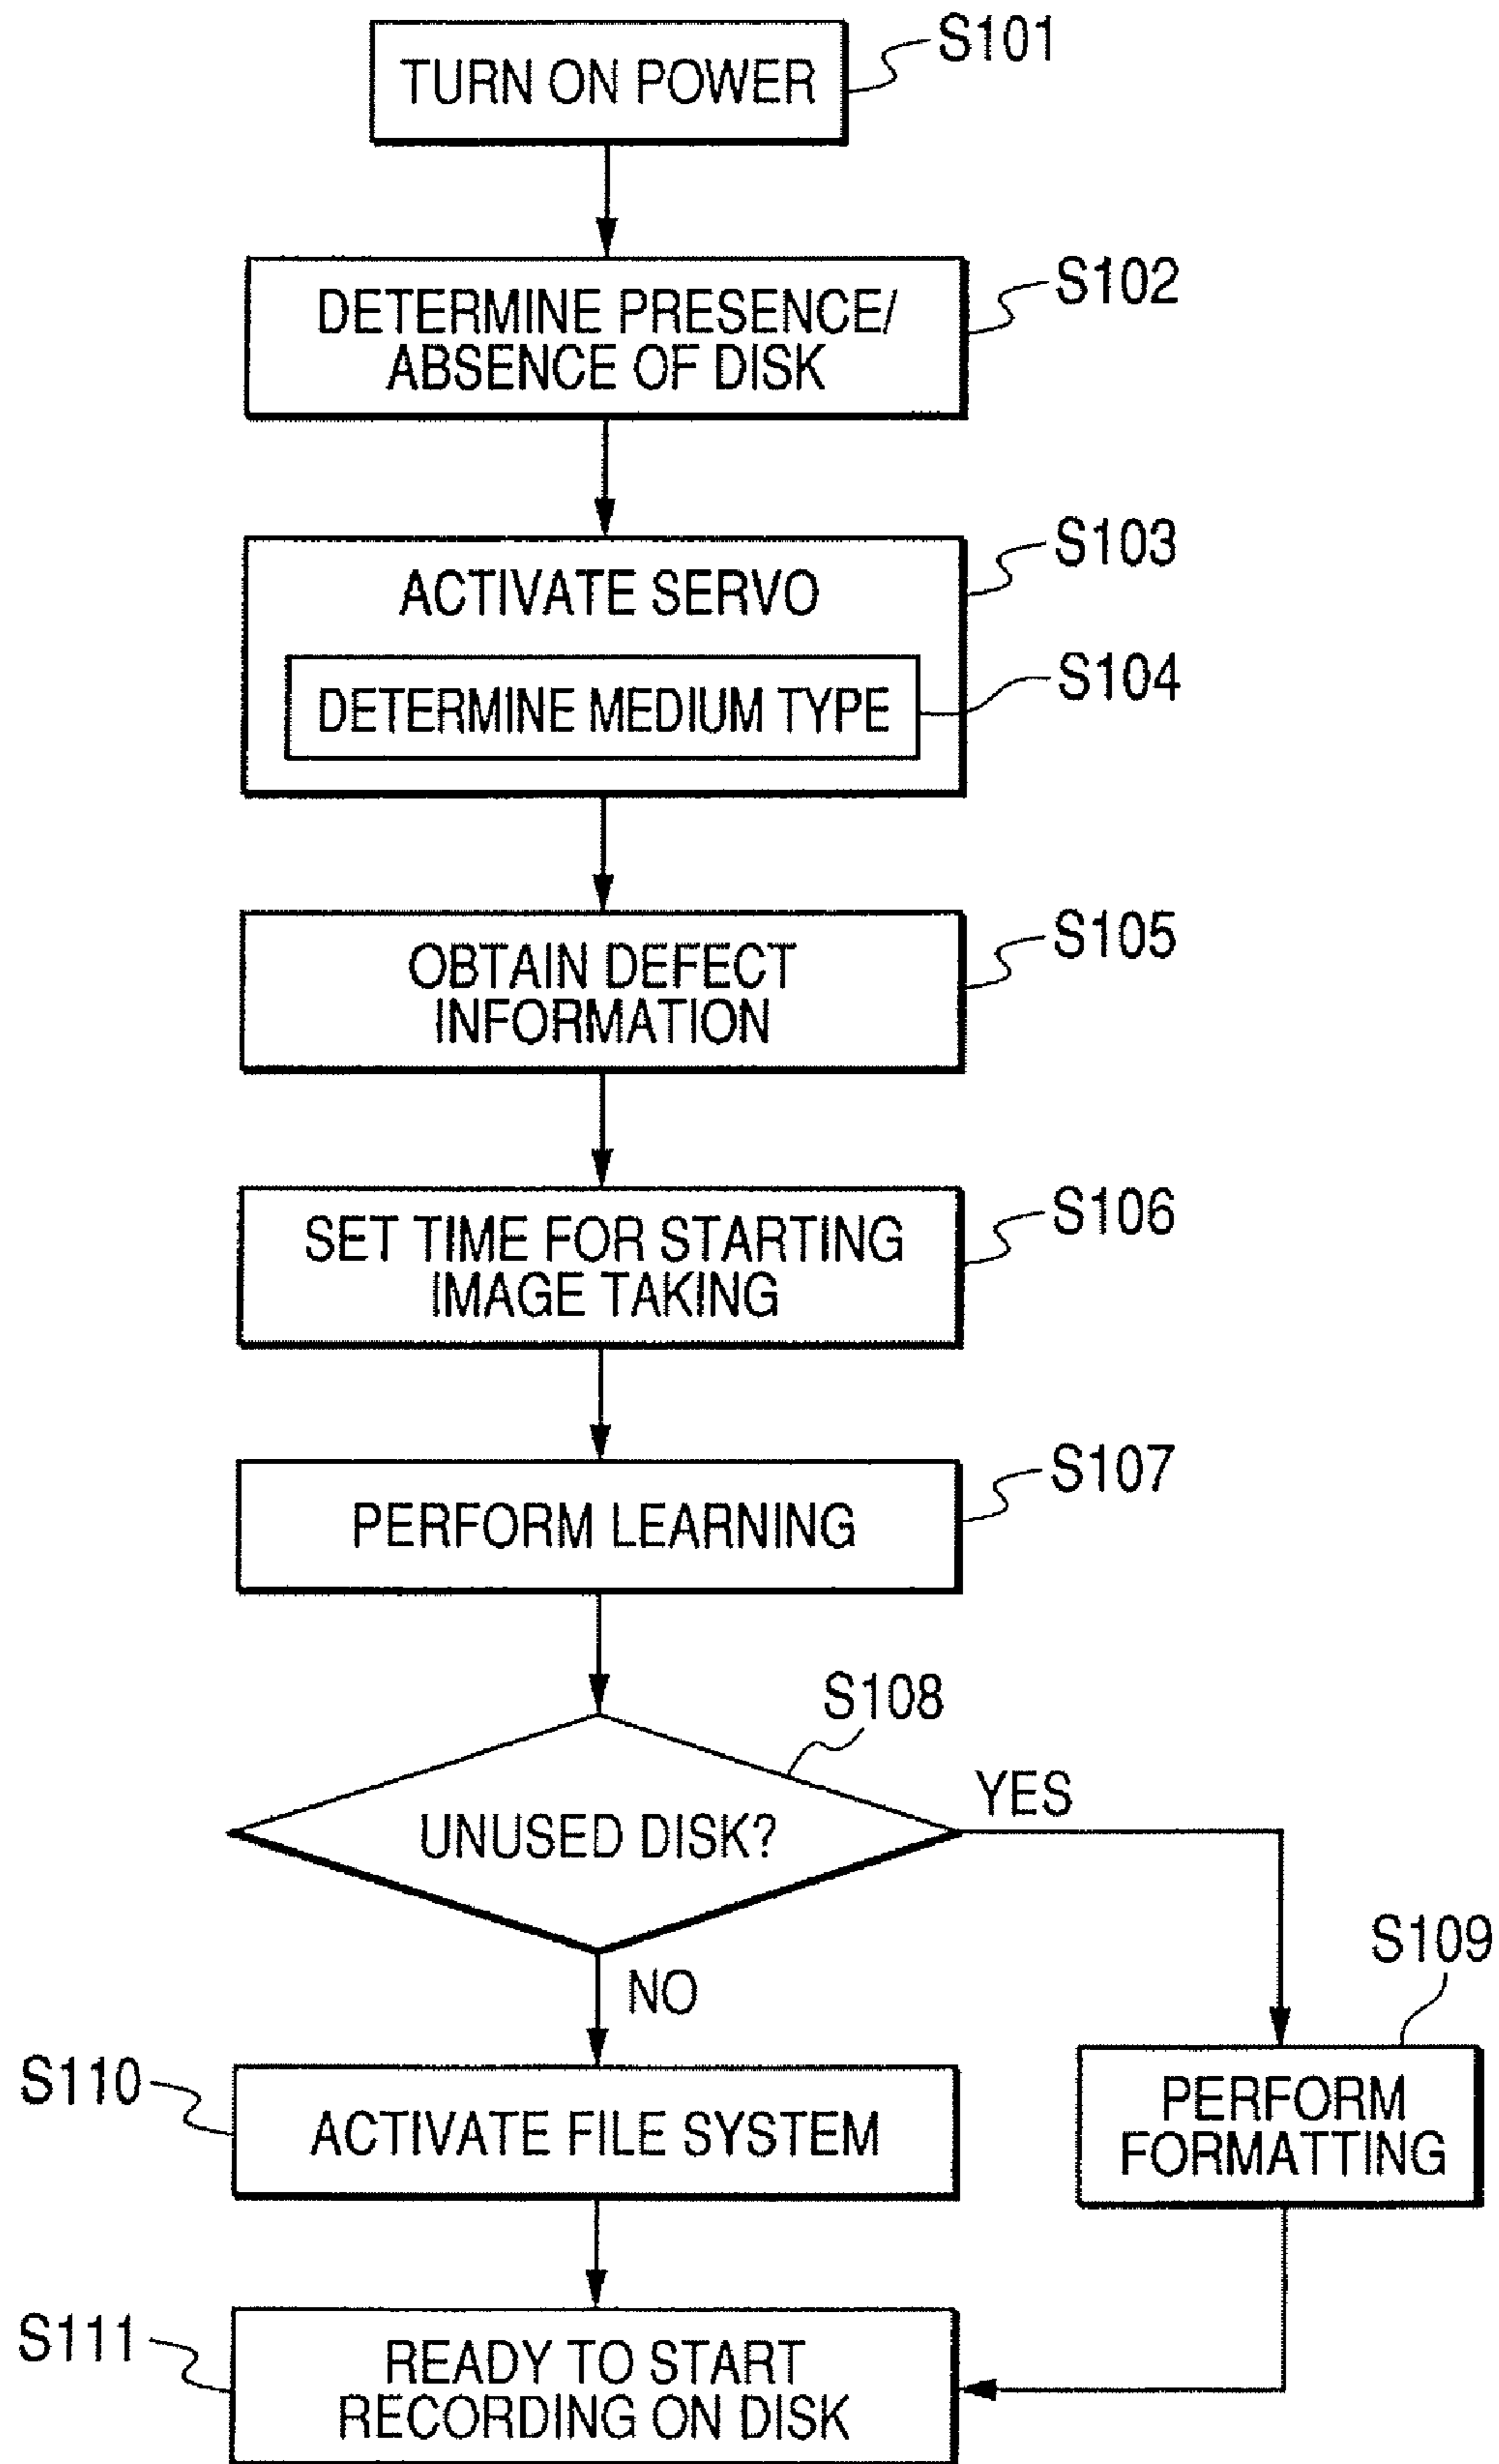 TURN ON POWER
S101
DETERMINE PRESENCE/
ABSENCE OF DISK
S102
ACTIVATE SERVO
S103
DETERMINE MEDIUM TYPE
S104
OBTAIN DEFECT
INFORMATION
S105
SET TIME FOR STARTING
IMAGE TAKING
S106
PERFORM LEARNING
S107
UNUSED DISK?
S108
YES
NO
S109
PERFORM
FORMATTING
S110
ACTIVATE FILE SYSTEM
S111
READY TO START
RECORDING ON DISK